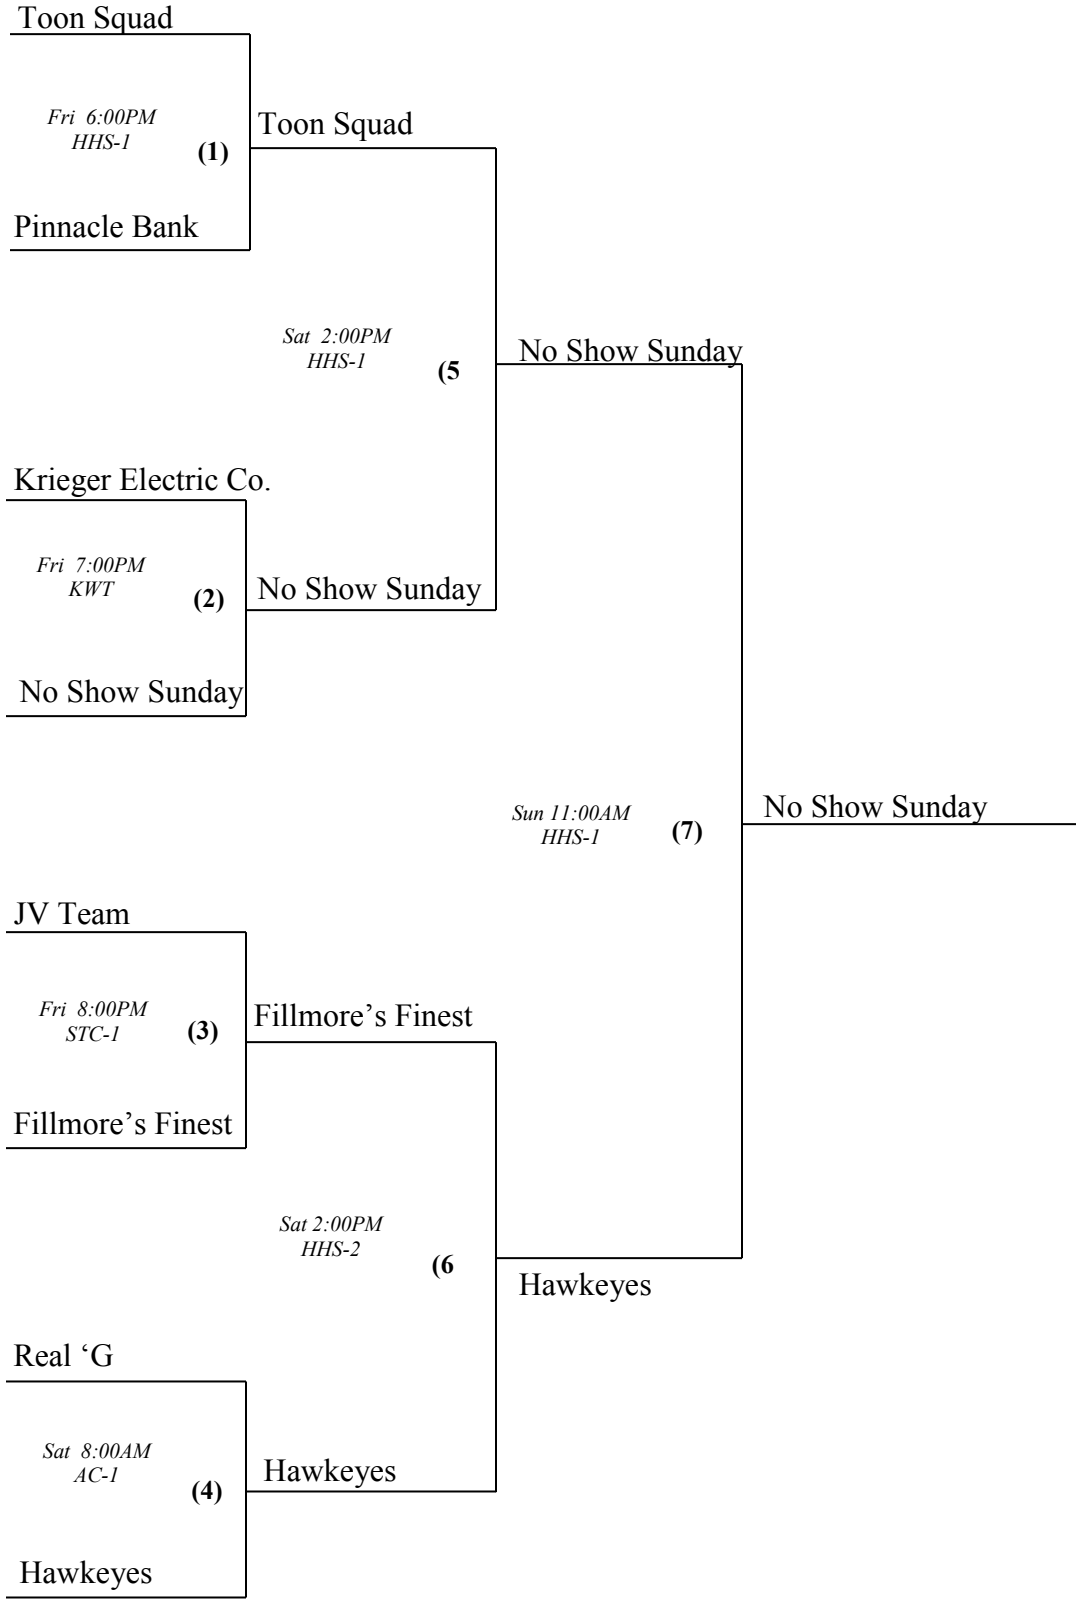 Toon Squad
Fri 6:00PM
HHS-1
(1)
Toon Squad
Pinnacle Bank
Sat 2:00PM
HHS-1
(5
No Show Sunday
Krieger Electric Co.
Fri 7:00PM
KWT
(2)
No Show Sunday
No Show Sunday
Sun 11:00AM
HHS-1
(7)
No Show Sunday
JV Team
Fri 8:00PM
STC-1
(3)
Fillmore’s Finest
Fillmore’s Finest
Sat 2:00PM
HHS-2
(6
Hawkeyes
Real ‘G
Sat 8:00AM
AC-1
(4)
Hawkeyes
Hawkeyes